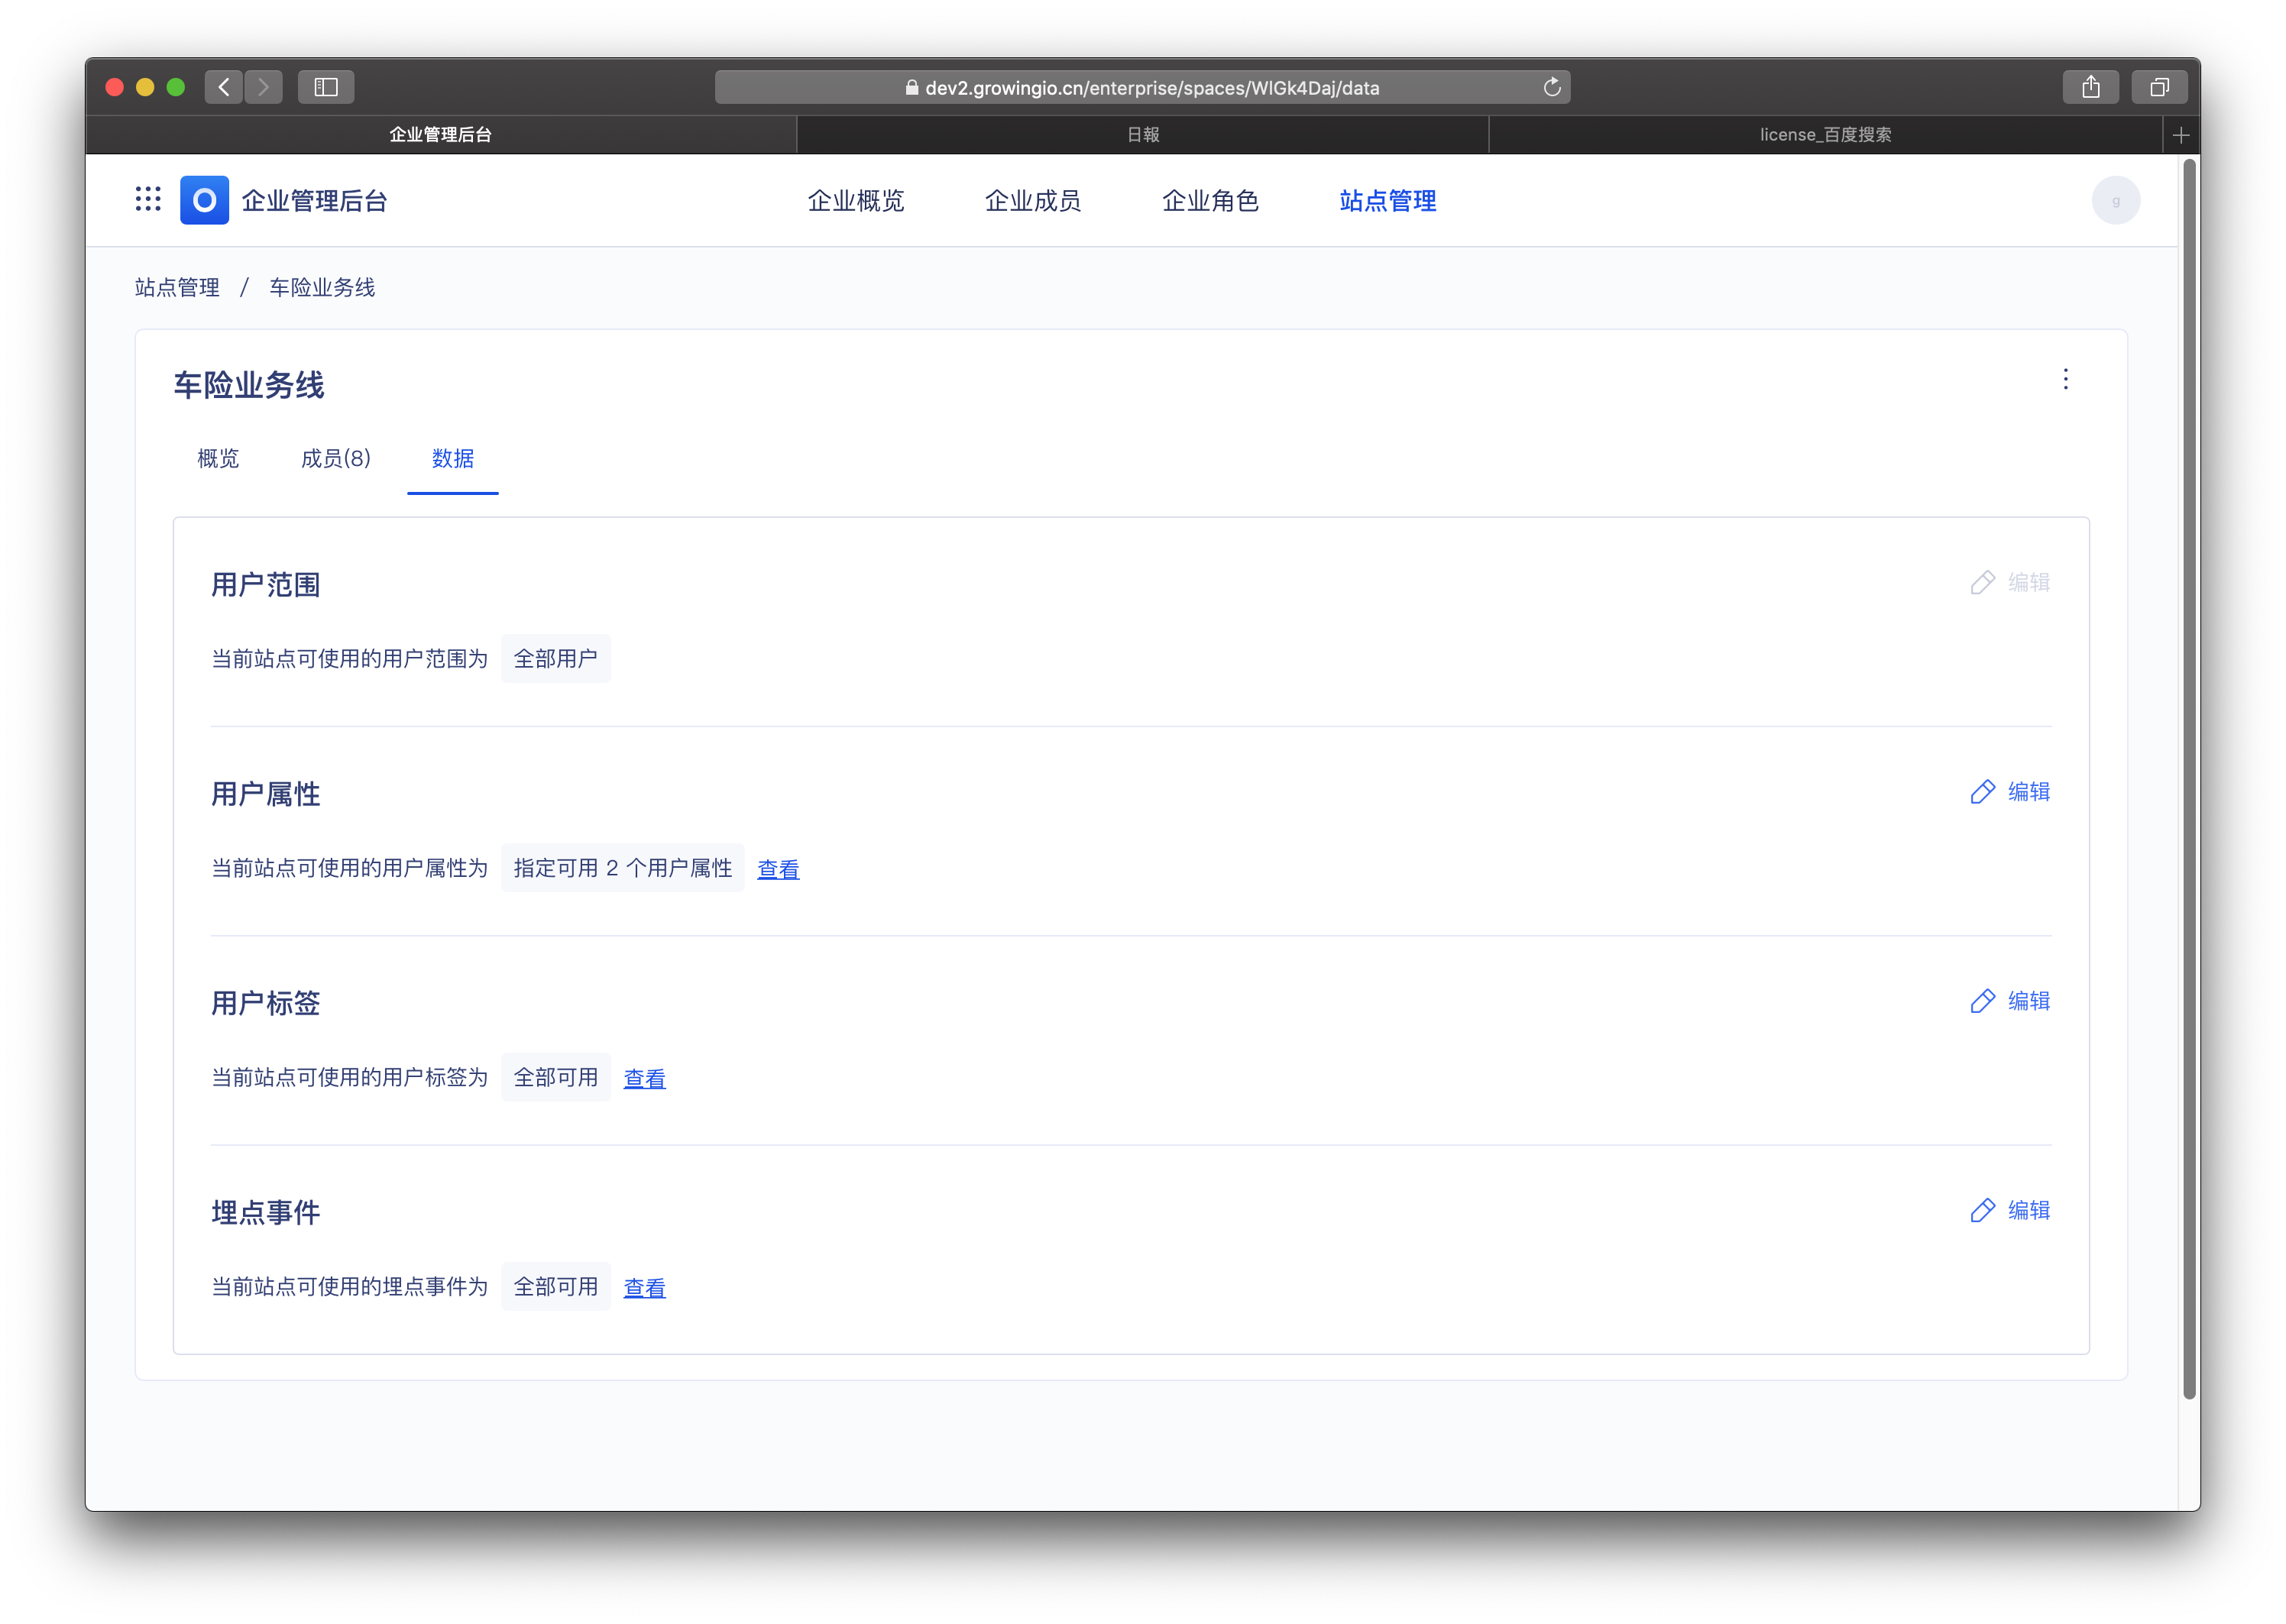 dev2.growingio.cn/enterprise/spaces/WlGk4Daj/data
企业管理后台
日報
license_百度搜索
企业管理后台
企业概览
企业成员
企业角色
站点管理
g
站点管理 / 车险业务线
车险业务线
概览
成员(8)
数据
用户范围
编辑
当前站点可使用的用户范围为 全部用户
用户属性
编辑
当前站点可使用的用户属性为 指定可用 2 个用户属性 查看
用户标签
编辑
当前站点可使用的用户标签为 全部可用 查看
埋点事件
编辑
当前站点可使用的埋点事件为 全部可用 查看